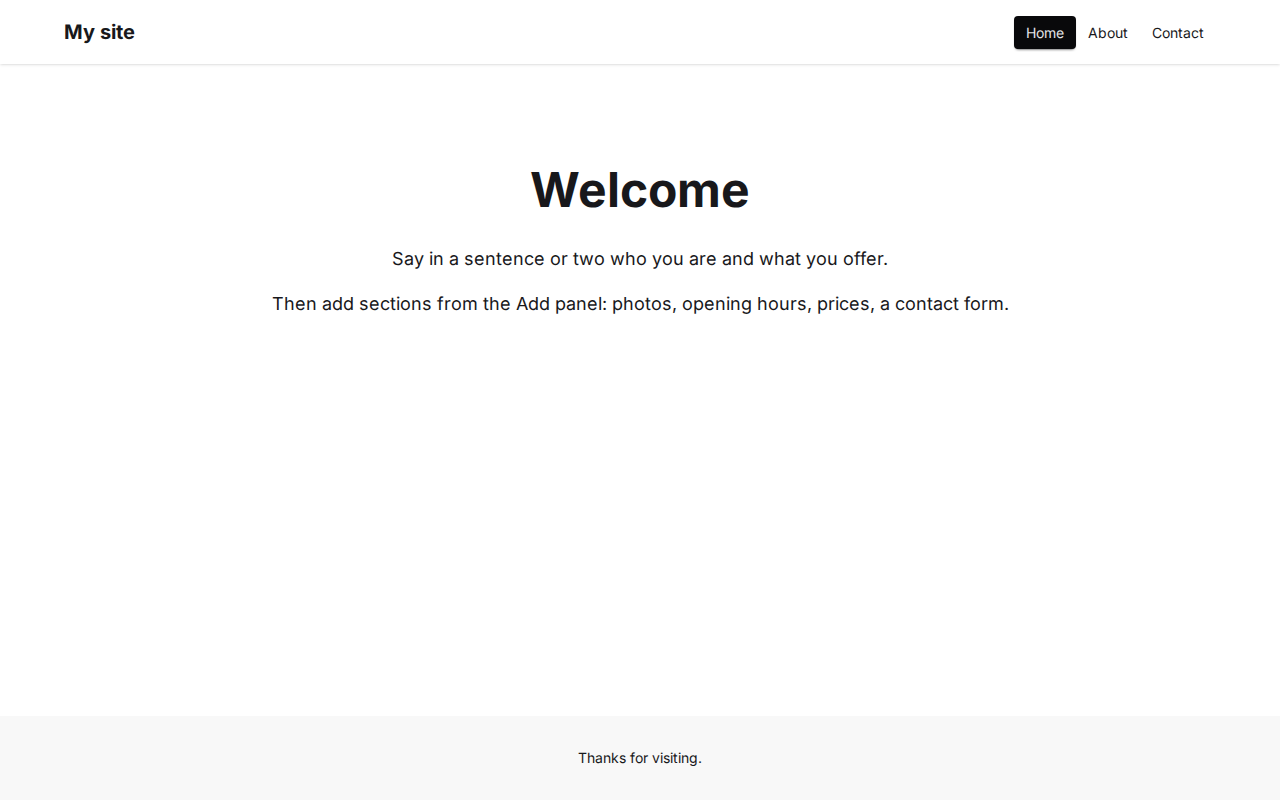 My site
Home
About
Contact
Welcome
Say in a sentence or two who you are and what you offer.
Then add sections from the Add panel: photos, opening hours, prices, a contact form.
Thanks for visiting.